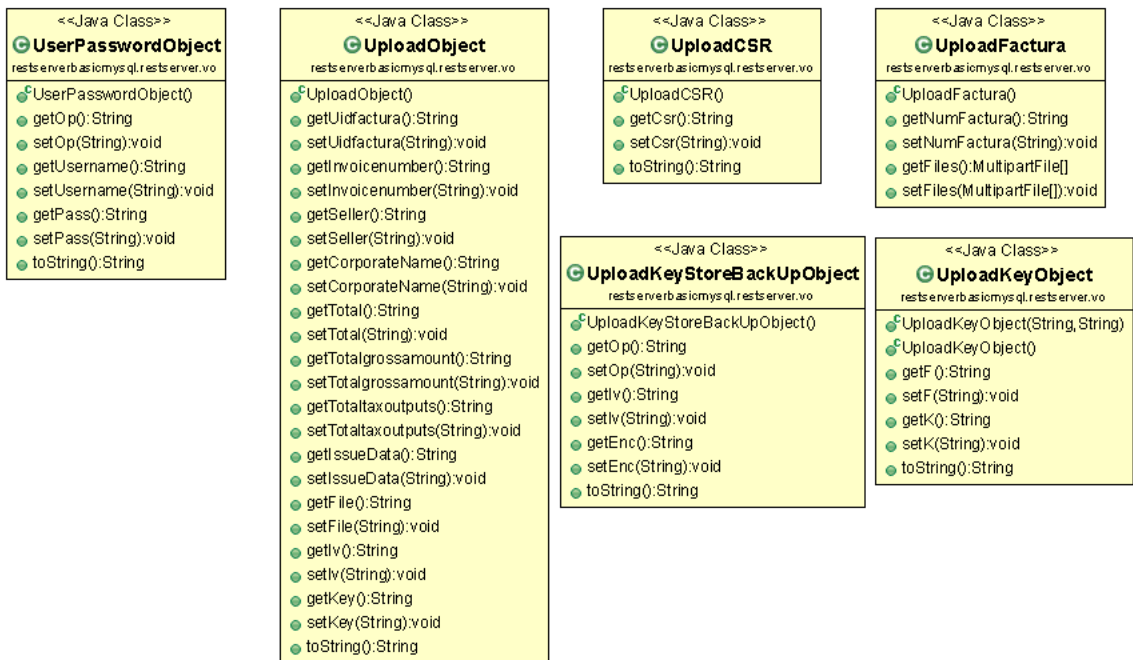 <<Java Class>>
UserPasswordObject
restserverbasicmysql.restserver.vo
UserPasswordObject()
getOp():String
setOp(String):void
getUsername():String
setUsername(String):void
getPass():String
setPass(String):void
toString():String
<<Java Class>>
UploadObject
restserverbasicmysql.restserver.vo
UploadObject()
getUidfactura():String
setUidfactura(String):void
getInvoicenumber():String
setInvoicenumber(String):void
getSeller():String
setSeller(String):void
getCorporateName():String
setCorporateName(String):void
getTotal():String
setTotal(String):void
getTotalgrossamount():String
setTotalgrossamount(String):void
getTotaltaxoutputs():String
setTotaltaxoutputs(String):void
getIssueData():String
setIssueData(String):void
getFile():String
setFile(String):void
getIv():String
setIv(String):void
getKey():String
setKey(String):void
toString():String
<<Java Class>>
UploadCSR
restserverbasicmysql.restserver.vo
UploadCSR()
getCsr():String
setCsr(String):void
toString():String
<<Java Class>>
UploadFactura
restserverbasicmysql.restserver.vo
UploadFactura()
getNumFactura():String
setNumFactura(String):void
getFiles():MultipartFile[]
setFiles(MultipartFile[]):void
<<Java Class>>
UploadKeyStoreBackUpObject
restserverbasicmysql.restserver.vo
UploadKeyStoreBackUpObject()
getOp():String
setOp(String):void
getIv():String
setIv(String):void
getEnc():String
setEnc(String):void
toString():String
<<Java Class>>
UploadKeyObject
restserverbasicmysql.restserver.vo
UploadKeyObject(String,String)
UploadKeyObject()
getF():String
setF(String):void
getK():String
setK(String):void
toString():String